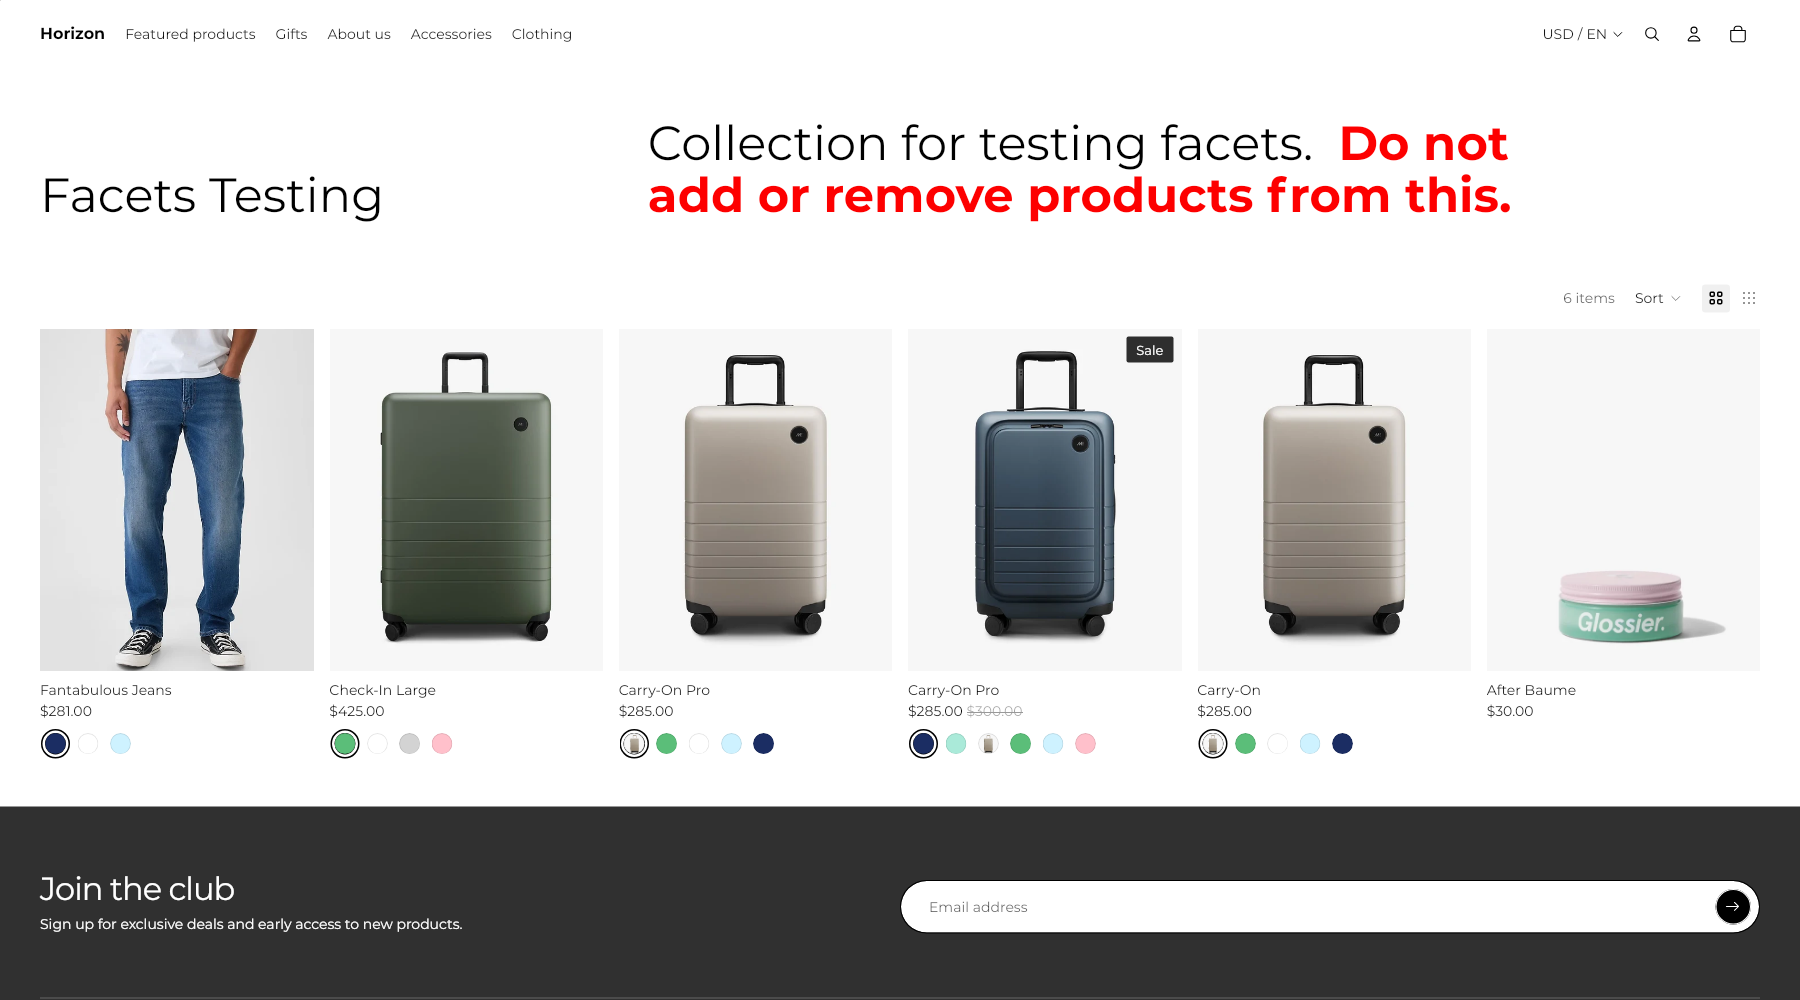 Horizon Featured products Gifts About us Accessories Clothing USD / EN
Collection for testing facets. Do not
add or remove products from this.
Facets Testing
6 items Sort
Sale
Glossier.
Fantabulous Jeans
$281.00
Check-In Large
$425.00
Carry-On Pro
$285.00
Carry-On Pro
$285.00 $300.00
Carry-On
$285.00
After Baume
$30.00
Join the club
Sign up for exclusive deals and early access to new products.
Email address